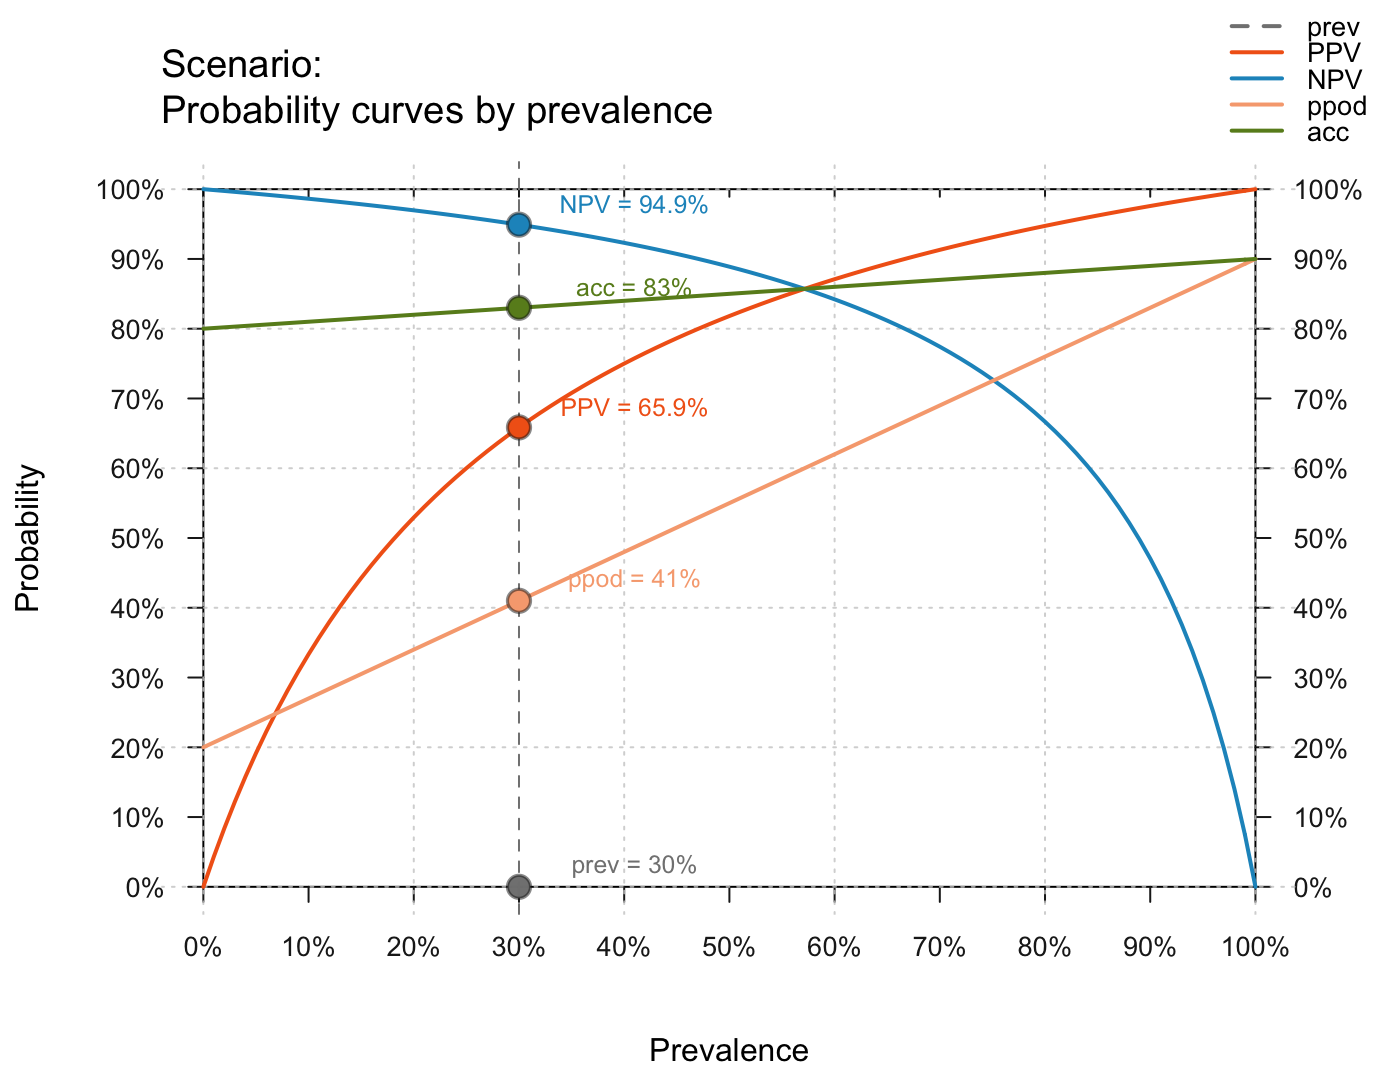 prev
PPV
NPV
ppod
acc
Scenario:
Probability curves by prevalence
100%
90%
80%
70%
60%
50%
40%
30%
20%
10%
0%
Probability
NPV = 94.9%
acc = 83%
PPV = 65.9%
ppod = 41%
prev = 30%
100%
90%
80%
70%
60%
50%
40%
30%
20%
10%
0%
0%
10%
20%
30%
40%
50%
60%
70%
80%
90%
100%
Prevalence